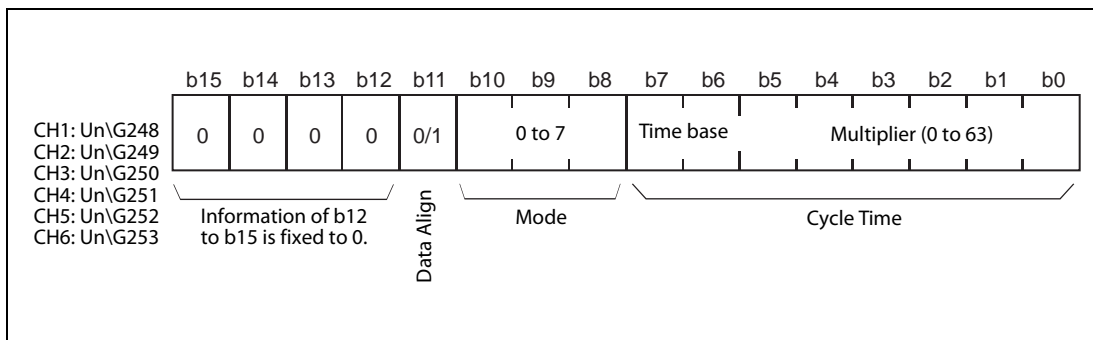 b15 b14 b13 b12 b11 b10 b9 b8 b7 b6 b5 b4 b3 b2 b1 b0
CH1: Un\G248
CH2: Un\G249
CH3: Un\G250
CH4: Un\G251
CH5: Un\G252
CH6: Un\G253
0 0 0 0 0/1 0 to 7 Time base Multiplier (0 to 63)
Information of b12
to b15 is fixed to 0.
Data Align
Mode
Cycle Time